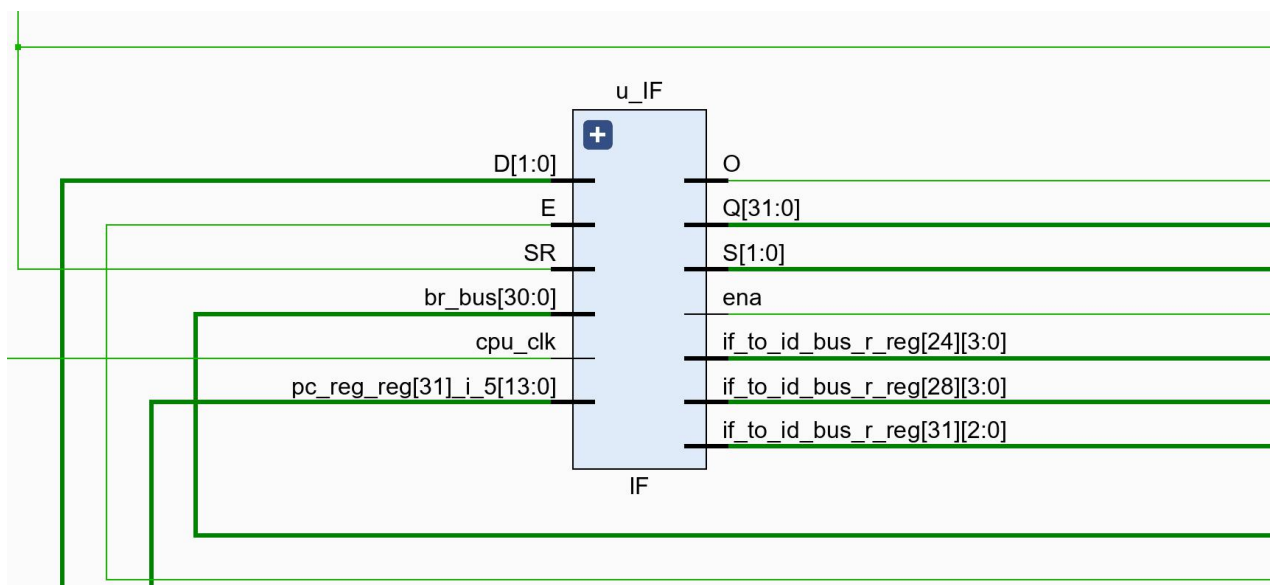 u_IF
+
D[1:0]
O
E
Q[31:0]
SR
S[1:0]
br_bus[30:0]
ena
cpu_clk
if_to_id_bus_r_reg[24][3:0]
pc_reg_reg[31]_i_5[13:0]
if_to_id_bus_r_reg[28][3:0]
if_to_id_bus_r_reg[31][2:0]
IF